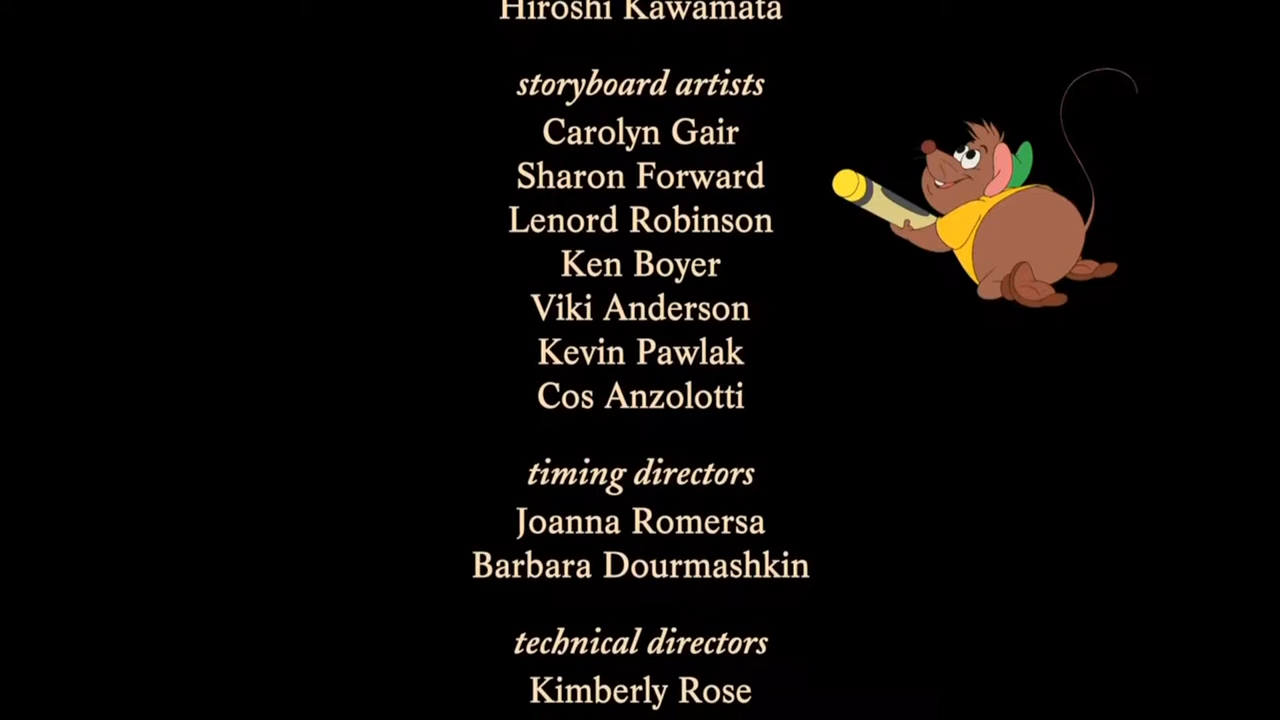 Hiroshi Kawamata
storyboard artists
Carolyn Gair
Sharon Forward
Lenord Robinson
Ken Boyer
Viki Anderson
Kevin Pawlak
Cos Anzolotti
timing directors
Joanna Romersa
Barbara Dourmashkin
technical directors
Kimberly Rose